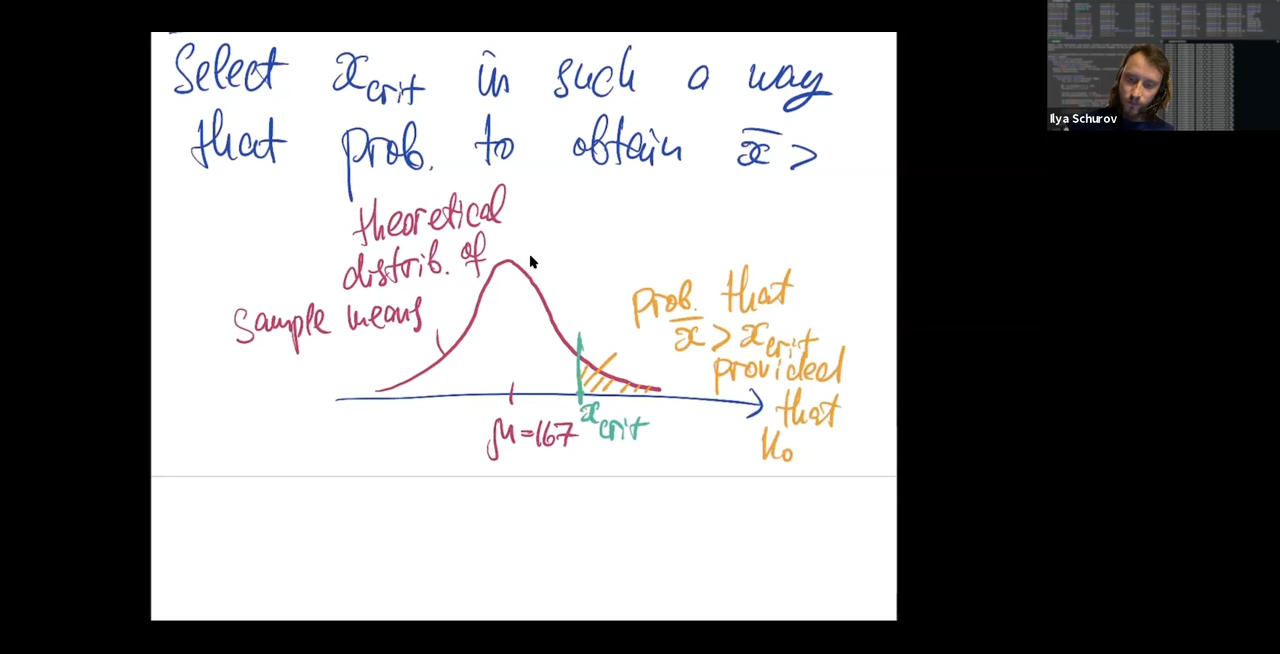 Select x crit in such a way
that prob. to obtain x̄ >
theoretical
distrib. of
sample means
prob. that
x̄ > x crit
provided
that
H₀
μ=167
x crit
Ilya Schurov